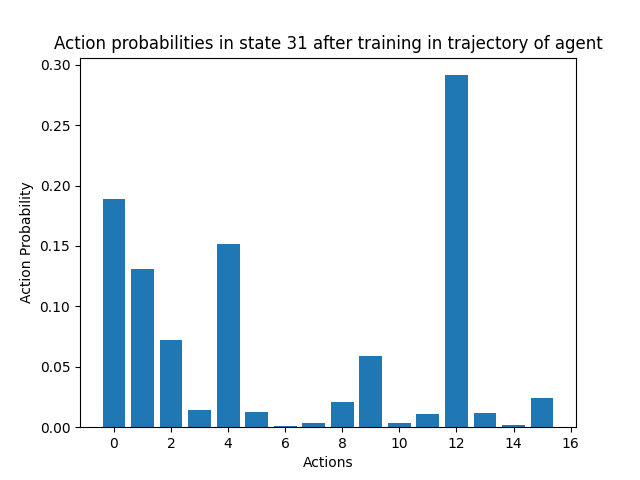 Action probabilities in state 31 after training in trajectory of agent
0.30
0.25
0.20
0.15
0.10
0.05
0.00
Action Probability
0 2 4 6 8 10 12 14 16
Actions